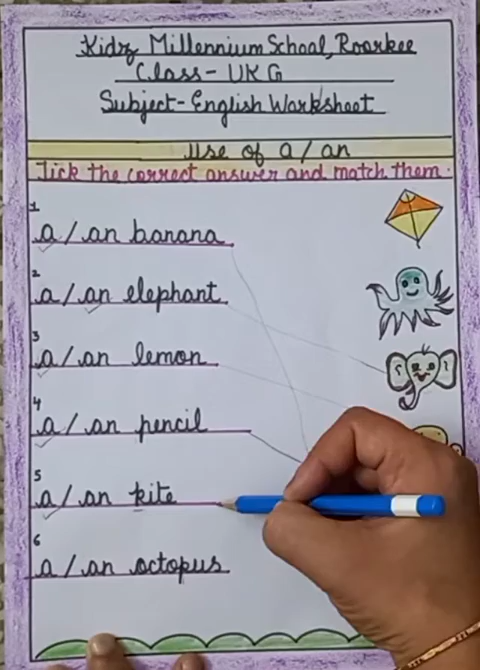 Kidz Millennium School, Roorkee
Class- UKG
Subject-English Worksheet
Use of a/an
Tick the correct answer and match them.
1
a/an banana
2
a/an elephant
3
a/an lemon
4
a/an pencil
5
a/an kite
6
a/an octopus